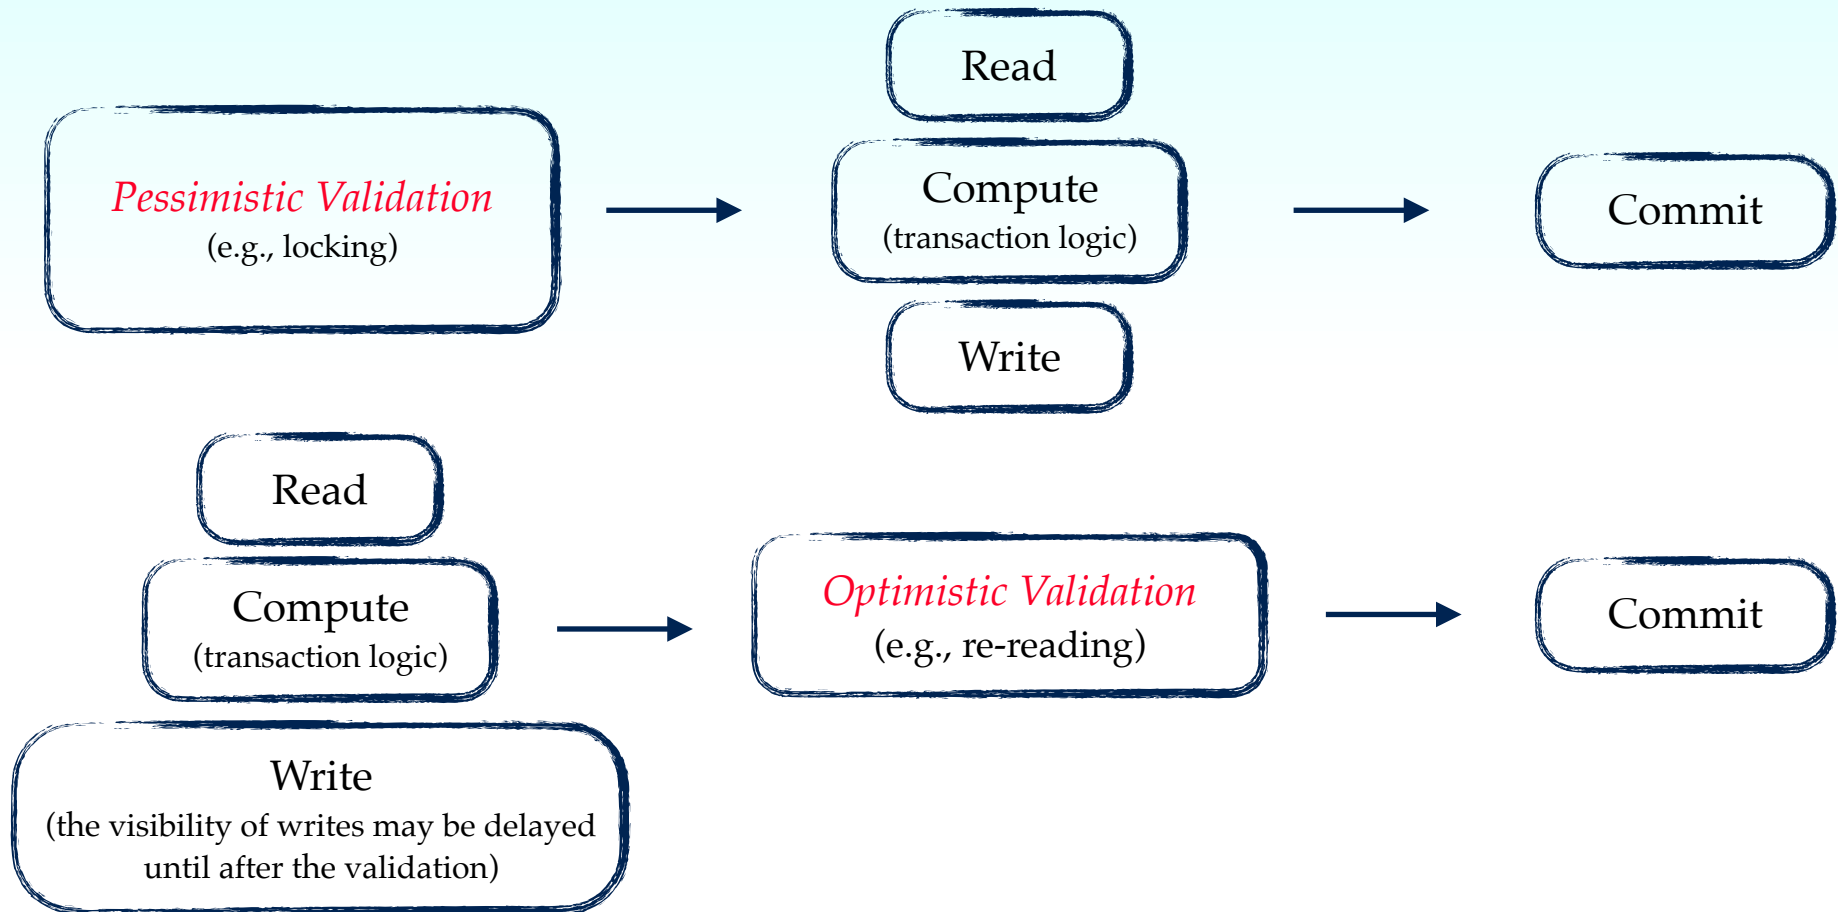 Pessimistic Validation
(e.g., locking)
Read
Compute
(transaction logic)
Write
Commit
Read
Compute
(transaction logic)
Write
(the visibility of writes may be delayed
until after the validation)
Optimistic Validation
(e.g., re-reading)
Commit